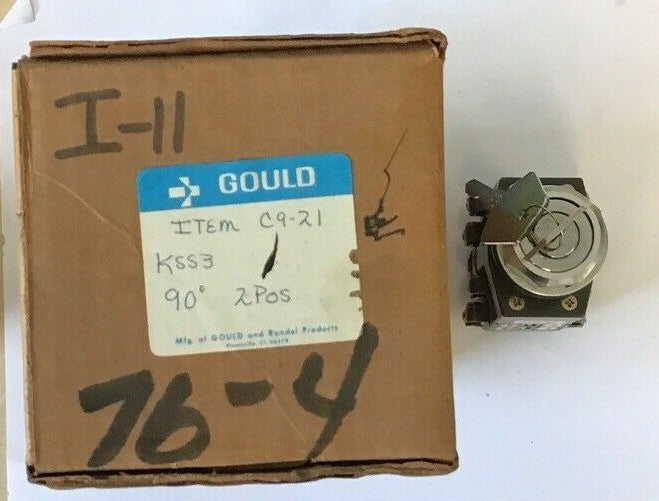 I-11
GOULD
ITEM C9-21
KSS3
90° 2POS
Mfg. of GOULD and Rundel Products
76-4